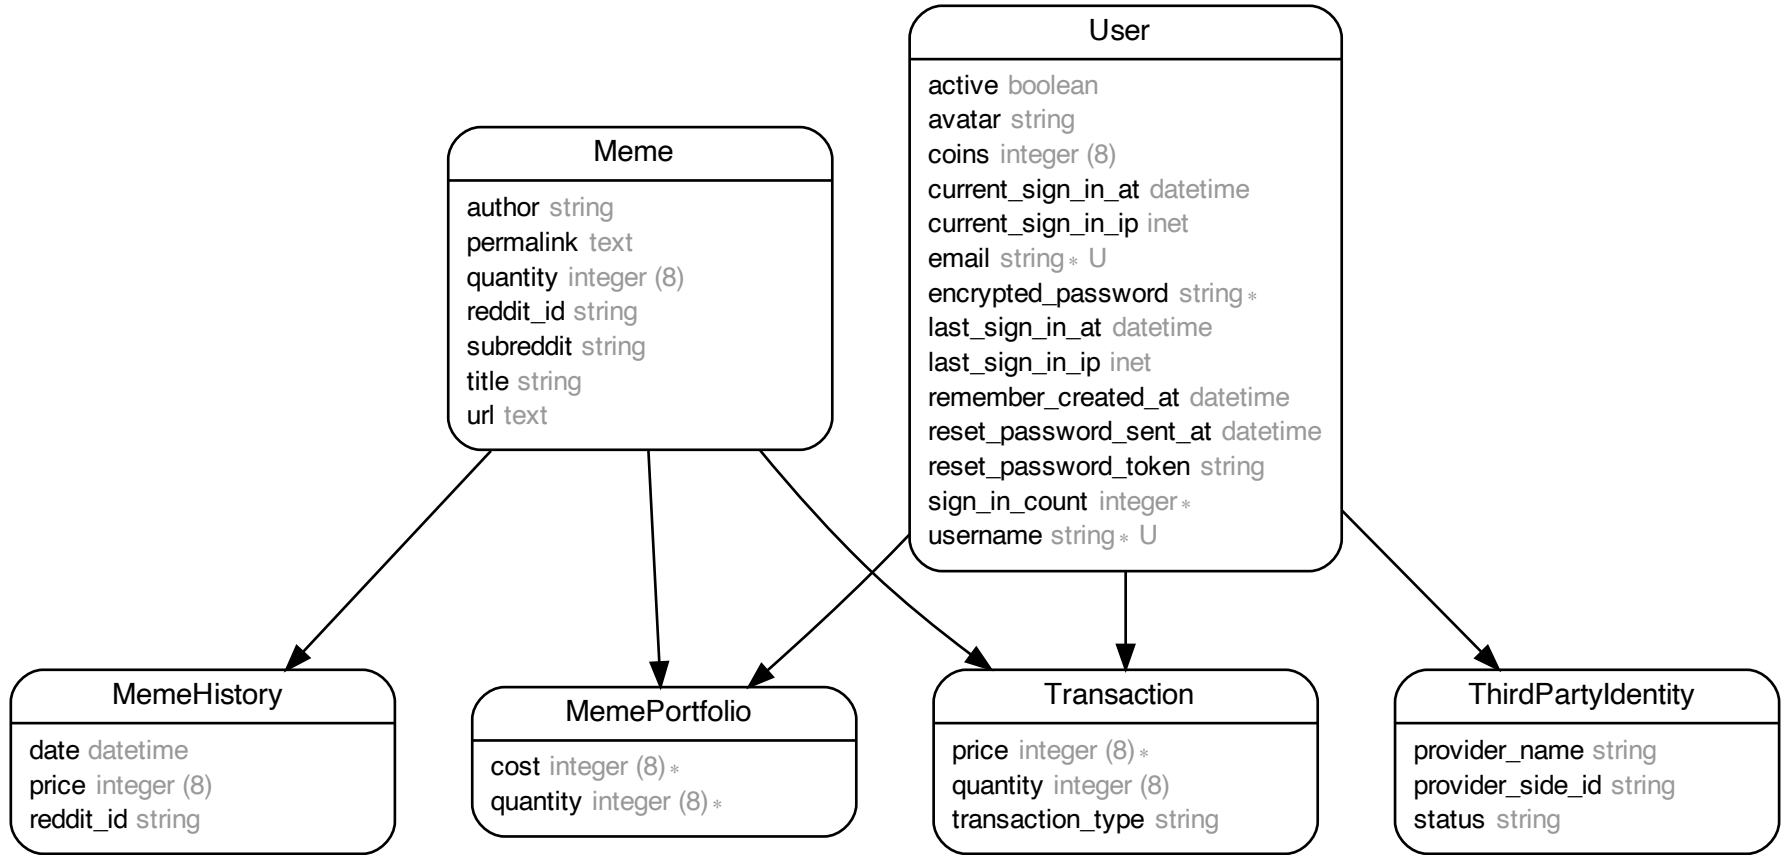 User
active boolean
avatar string
coins integer (8)
current_sign_in_at datetime
current_sign_in_ip inet
email string∗ U
encrypted_password string∗
last_sign_in_at datetime
last_sign_in_ip inet
remember_created_at datetime
reset_password_sent_at datetime
reset_password_token string
sign_in_count integer∗
username string∗ U
Meme
author string
permalink text
quantity integer (8)
reddit_id string
subreddit string
title string
url text
MemeHistory
date datetime
price integer (8)
reddit_id string
MemePortfolio
cost integer (8)∗
quantity integer (8)∗
Transaction
price integer (8)∗
quantity integer (8)
transaction_type string
ThirdPartyIdentity
provider_name string
provider_side_id string
status string